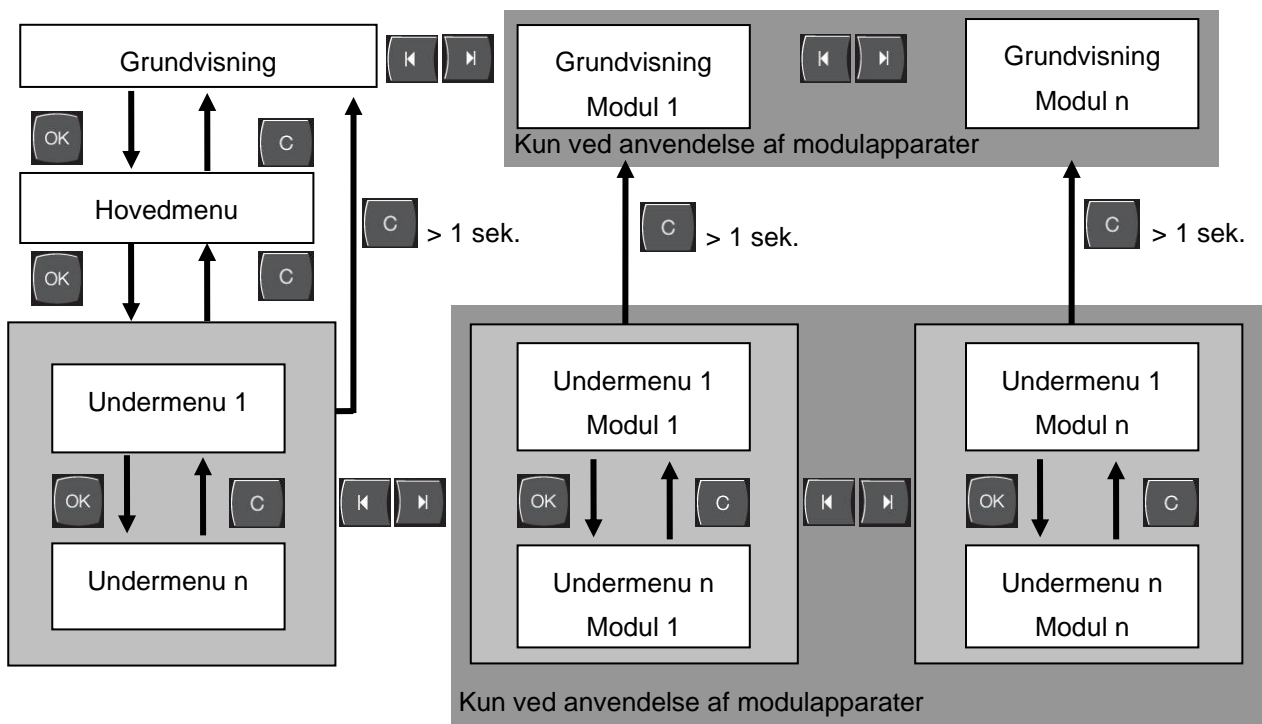 Grundvisning
Grundvisning
Modul 1
Grundvisning
Modul n
Kun ved anvendelse af modulapparater
OK
C
Hovedmenu
C > 1 sek.
C > 1 sek.
C > 1 sek.
OK
C
Undermenu 1
Undermenu 1
Modul 1
Undermenu 1
Modul n
OK
C
OK
C
OK
C
Undermenu n
Undermenu n
Modul 1
Undermenu n
Modul n
Kun ved anvendelse af modulapparater